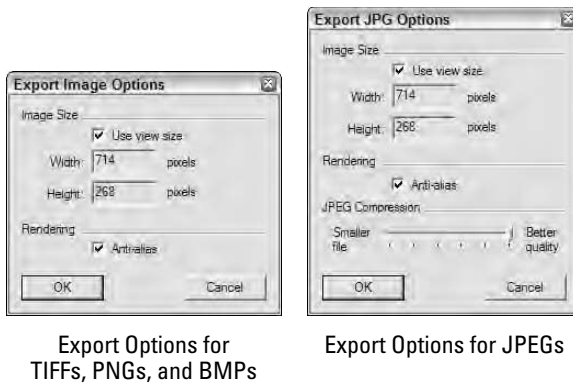 Export Image Options
Image Size
Use view size
Width: 714 pixels
Height: 268 pixels
Rendering
Anti-alias
OK Cancel
Export Options for
TIFFs, PNGs, and BMPs
Export JPG Options
Image Size
Use view size
Width: 714 pixels
Height: 268 pixels
Rendering
Anti-alias
JPEG Compression
Smaller Better
file quality
OK Cancel
Export Options for JPEGs